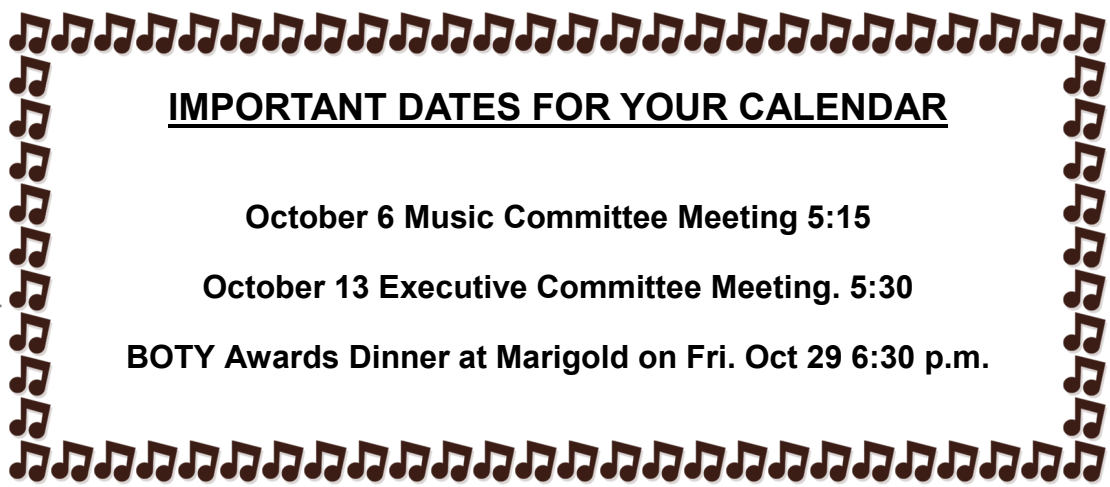 IMPORTANT DATES FOR YOUR CALENDAR
October 6 Music Committee Meeting 5:15
October 13 Executive Committee Meeting. 5:30
BOTY Awards Dinner at Marigold on Fri. Oct 29 6:30 p.m.